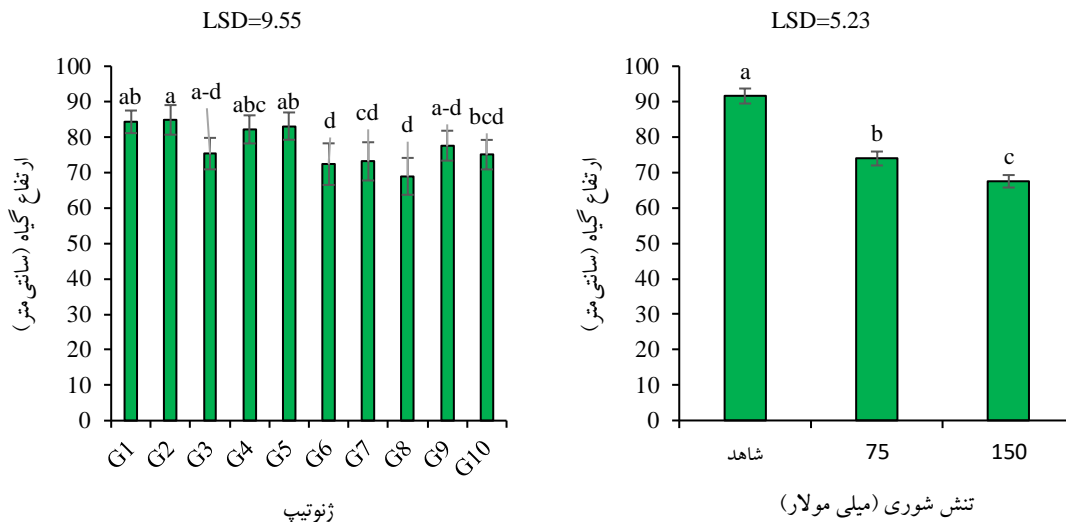 LSD=9.55
ارتفاع گیاه (سانتی‌متر)
100
90
80
70
60
50
40
30
20
10
0
ab
a
a-d
abc
ab
d
cd
d
a-d
bcd
G1
G2
G3
G4
G5
G6
G7
G8
G9
G10
ژنوتیپ
LSD=5.23
ارتفاع گیاه (سانتی‌متر)
100
90
80
70
60
50
40
30
20
10
0
a
b
c
شاهد
75
150
تنش شوری (میلی مولار)